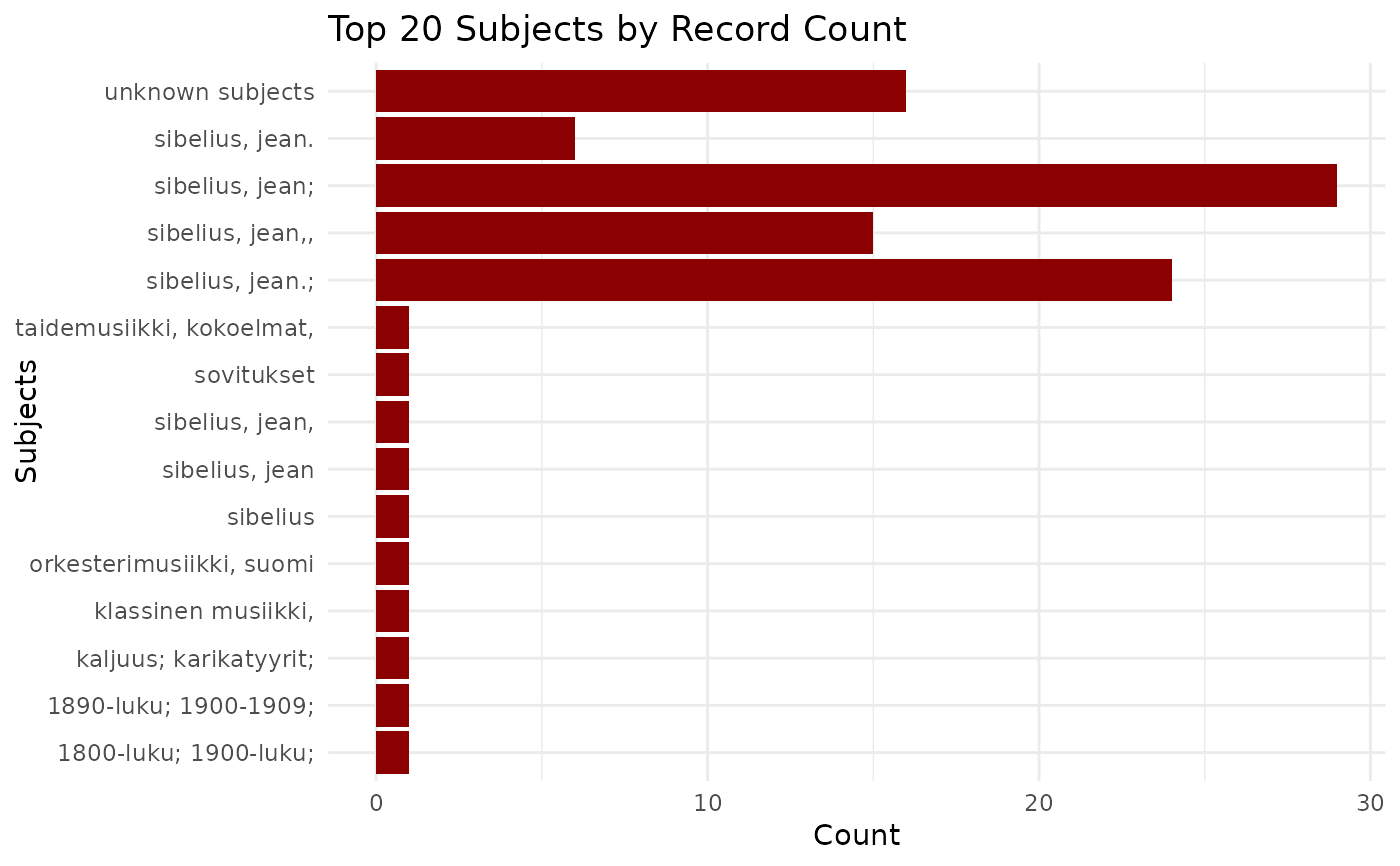 Top 20 Subjects by Record Count
unknown subjects
sibelius, jean.
sibelius, jean;
sibelius, jean,,
sibelius, jean.;
taidemusiikki, kokoelmat,
sovitukset
sibelius, jean,
sibelius, jean
sibelius
orkesterimusiikki, suomi
klassinen musiikki,
kaljuus; karikatyyrit;
1890-luku; 1900-1909;
1800-luku; 1900-luku;
Subjects
0 10 20 30
Count